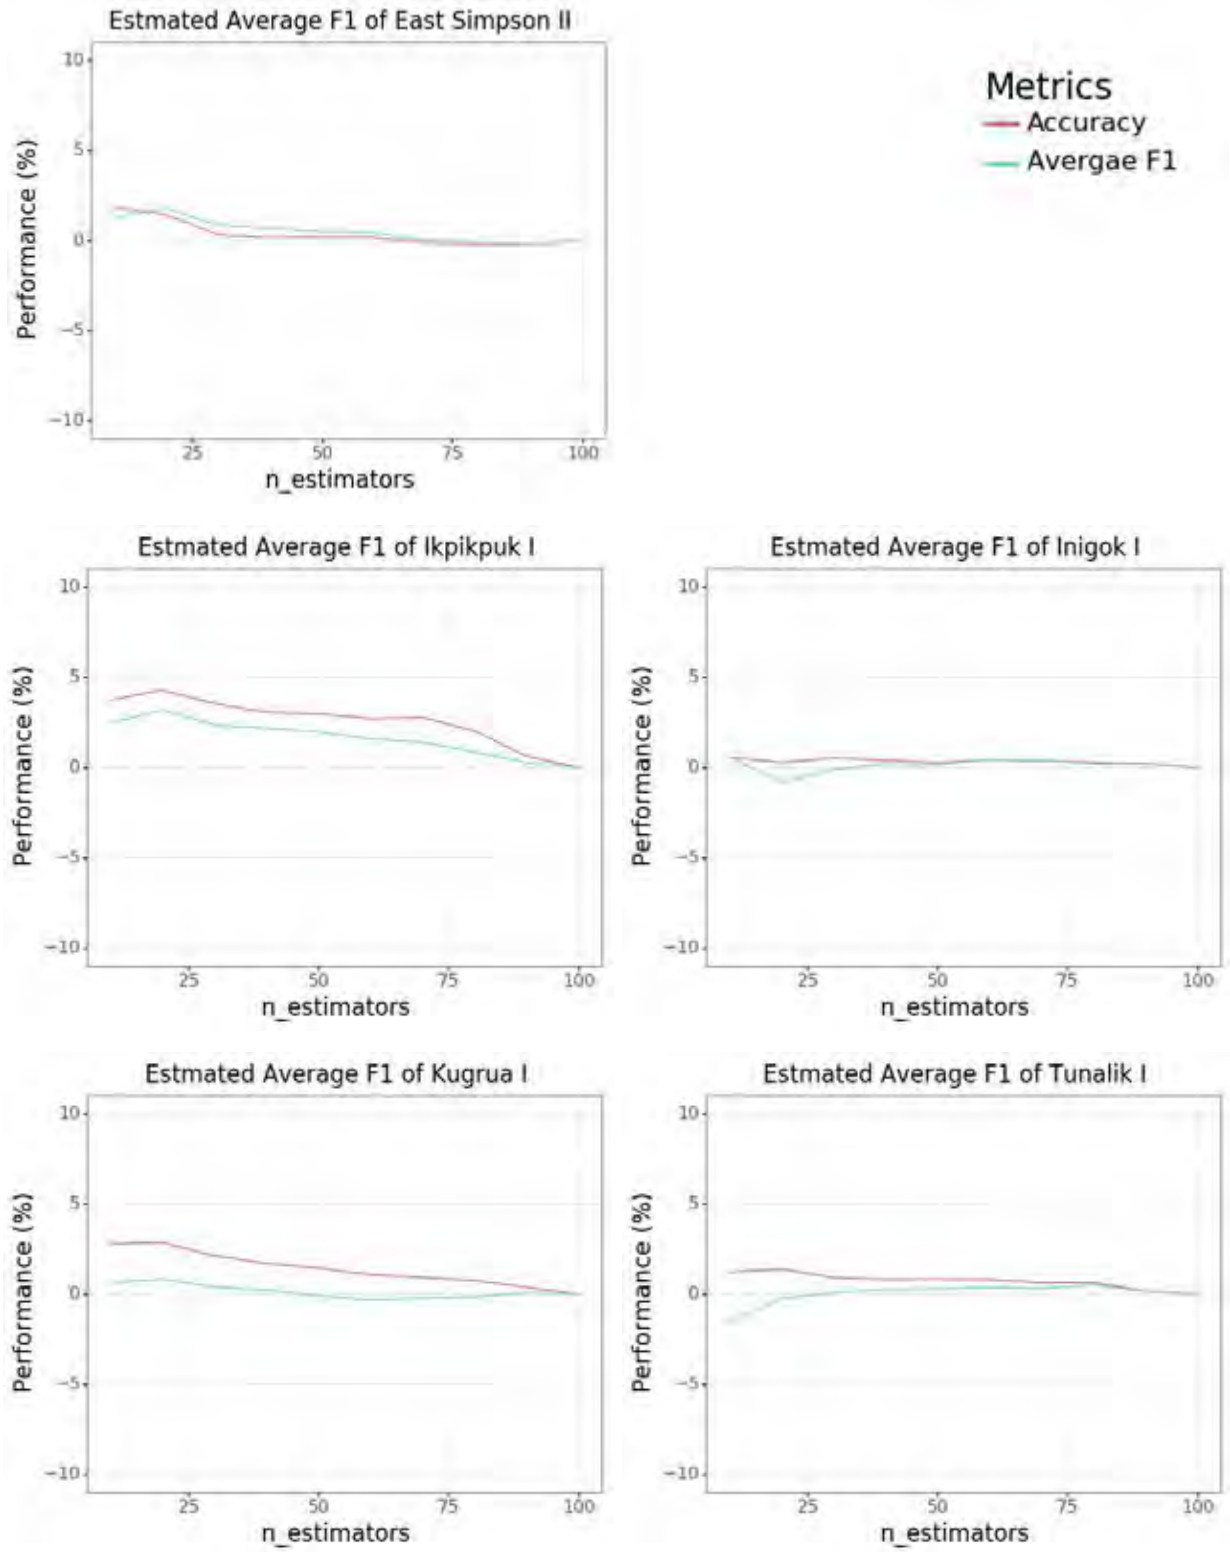 Estmated Average F1 of East Simpson II
10
5
0
−5
−10
Performance (%)
25 50 75 100
n_estimators
Metrics
Accuracy
Avergae F1
Estmated Average F1 of Ikpikpuk I
10
5
0
−5
−10
Performance (%)
25 50 75 100
n_estimators
Estmated Average F1 of Inigok I
10
5
0
−5
−10
Performance (%)
25 50 75 100
n_estimators
Estmated Average F1 of Kugrua I
10
5
0
−5
−10
Performance (%)
25 50 75 100
n_estimators
Estmated Average F1 of Tunalik I
10
5
0
−5
−10
Performance (%)
25 50 75 100
n_estimators